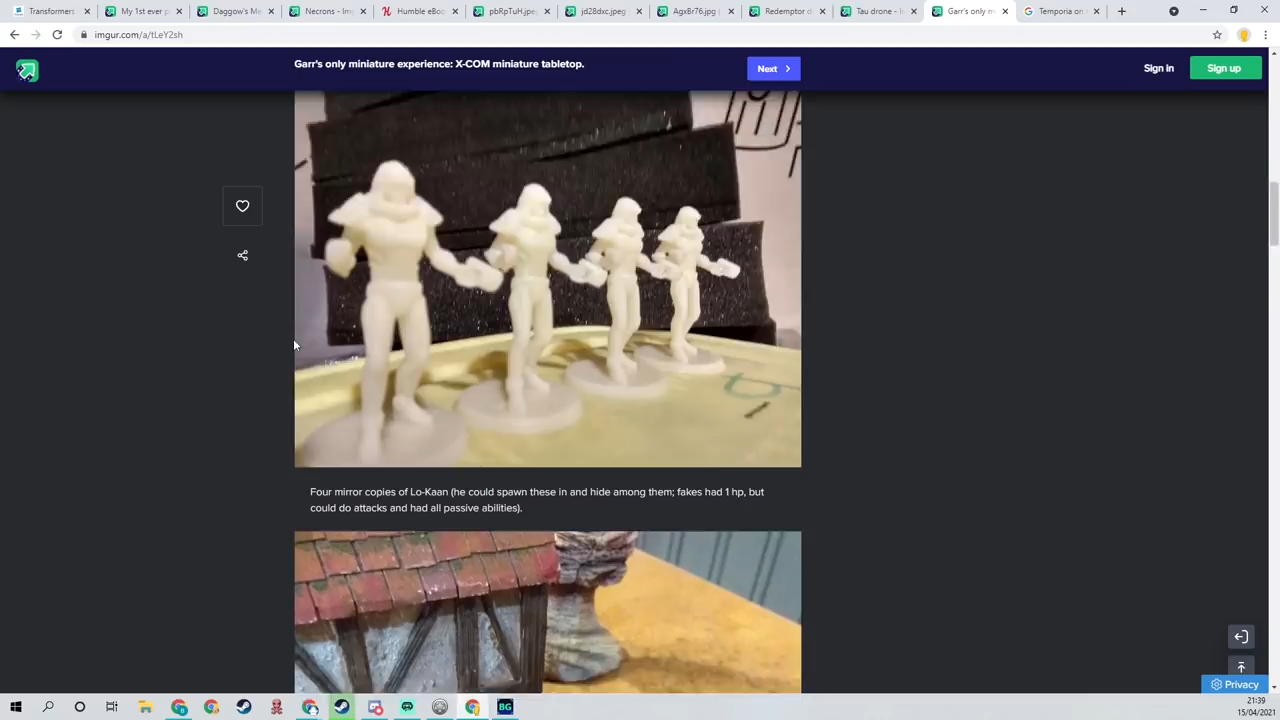 Transformers
My 1st ever p
Daggow's Me
Necrons - Im
Humble eBo
pbRpTuH.jpe
jd28dxc.jpeg
AgxBr76.jpg
Redemptor d
Tau drone - I
Garr's only m
Temporia on
imgur.com/a/tLeY2sh
Garr's only miniature experience: X-COM miniature tabletop.
Next
Sign in
Sign up
Four mirror copies of Lo-Kaan (he could spawn these in and hide among them; fakes had 1 hp, but
could do attacks and had all passive abilities).
Privacy
BG
21:39
15/04/2021